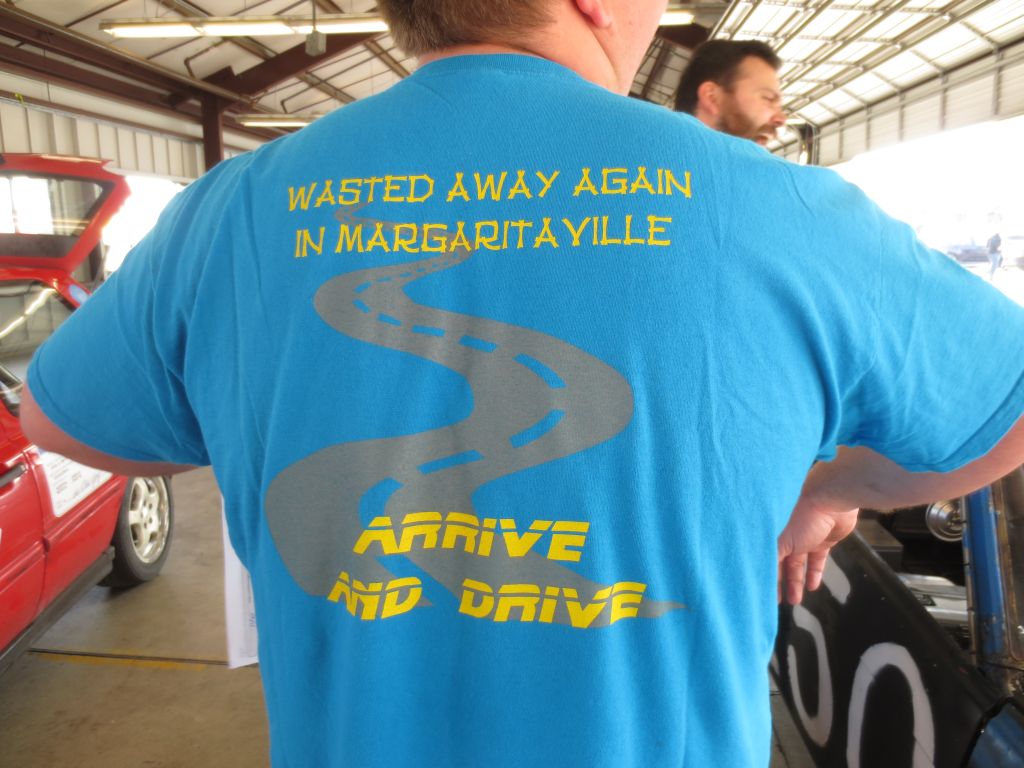 WASTED AWAY AGAIN
IN MARGARITAVILLE
ARRIVE
AND DRIVE